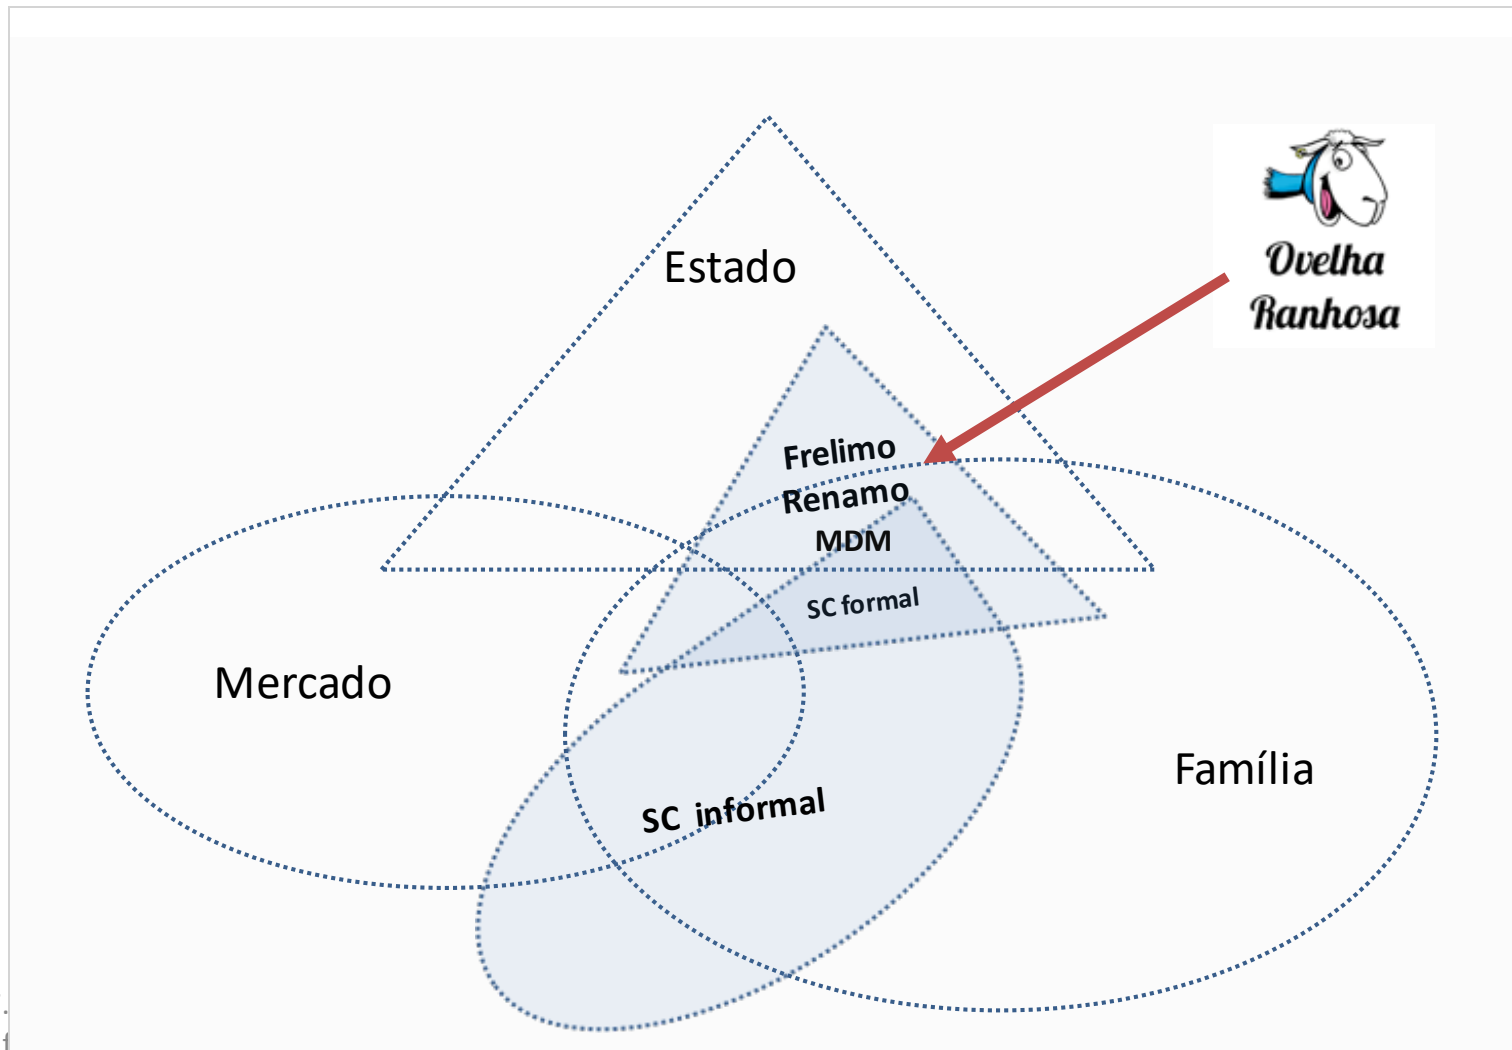 Estado
Ovelha
Ranhosa
Frelimo
Renamo
MDM
SC formal
Mercado
Família
SC informal